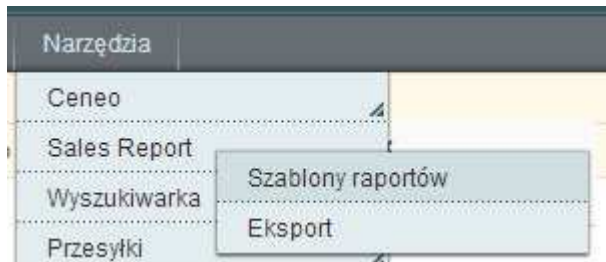 Narzędzia
Ceneo
Sales Report
Szablony raportów
Wyszukiwarka
Eksport
Przesyłki